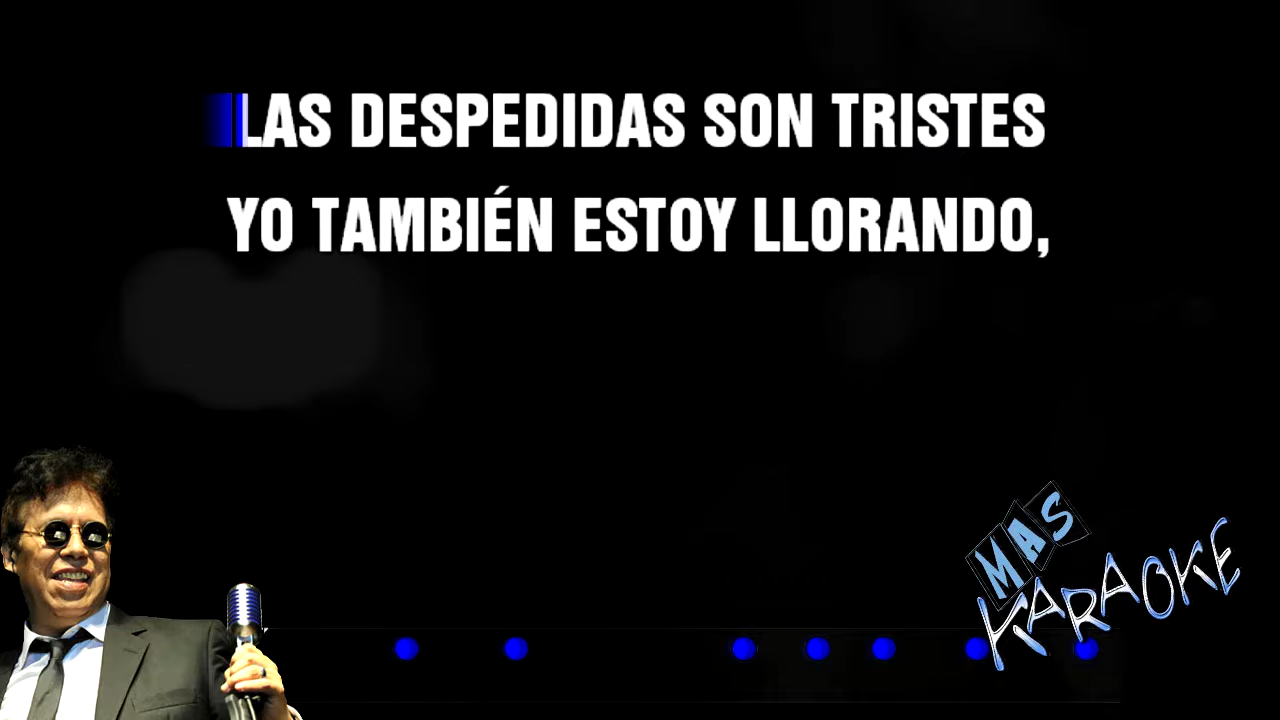 LAS DESPEDIDAS SON TRISTES
YO TAMBIÉN ESTOY LLORANDO,
MAS
KARAOKE